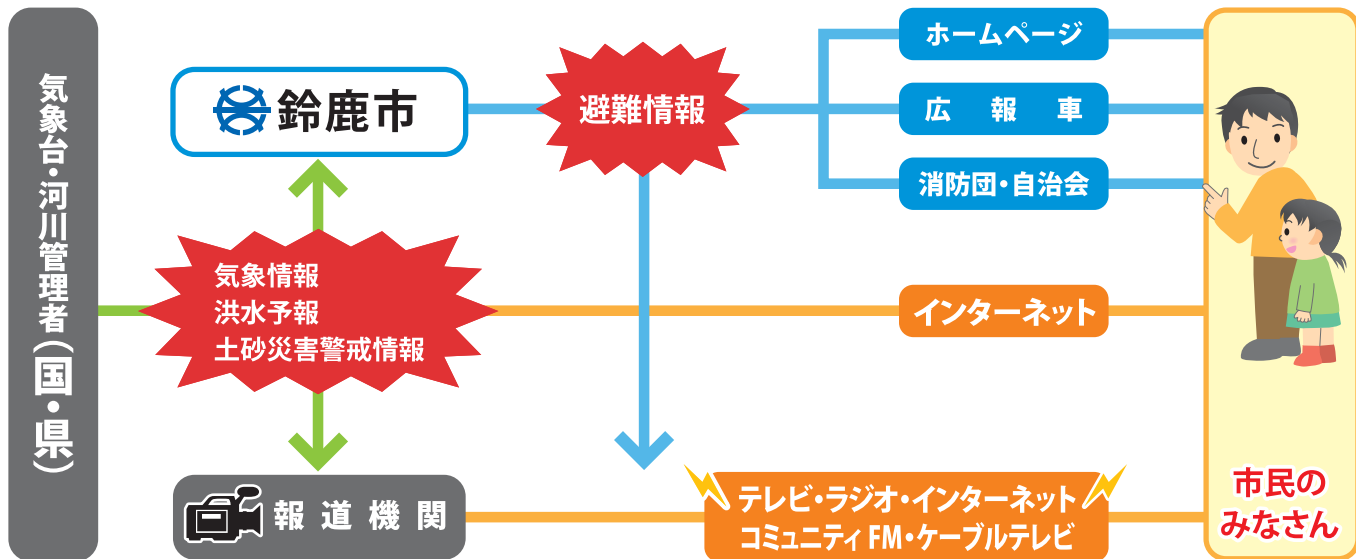 気象台・河川管理者(国・県)
鈴鹿市
避難情報
ホームページ
広報車
消防団・自治会
気象情報
洪水予報
土砂災害警戒情報
インターネット
報道機関
テレビ・ラジオ・インターネット
コミュニティFM・ケーブルテレビ
市民の
みなさん